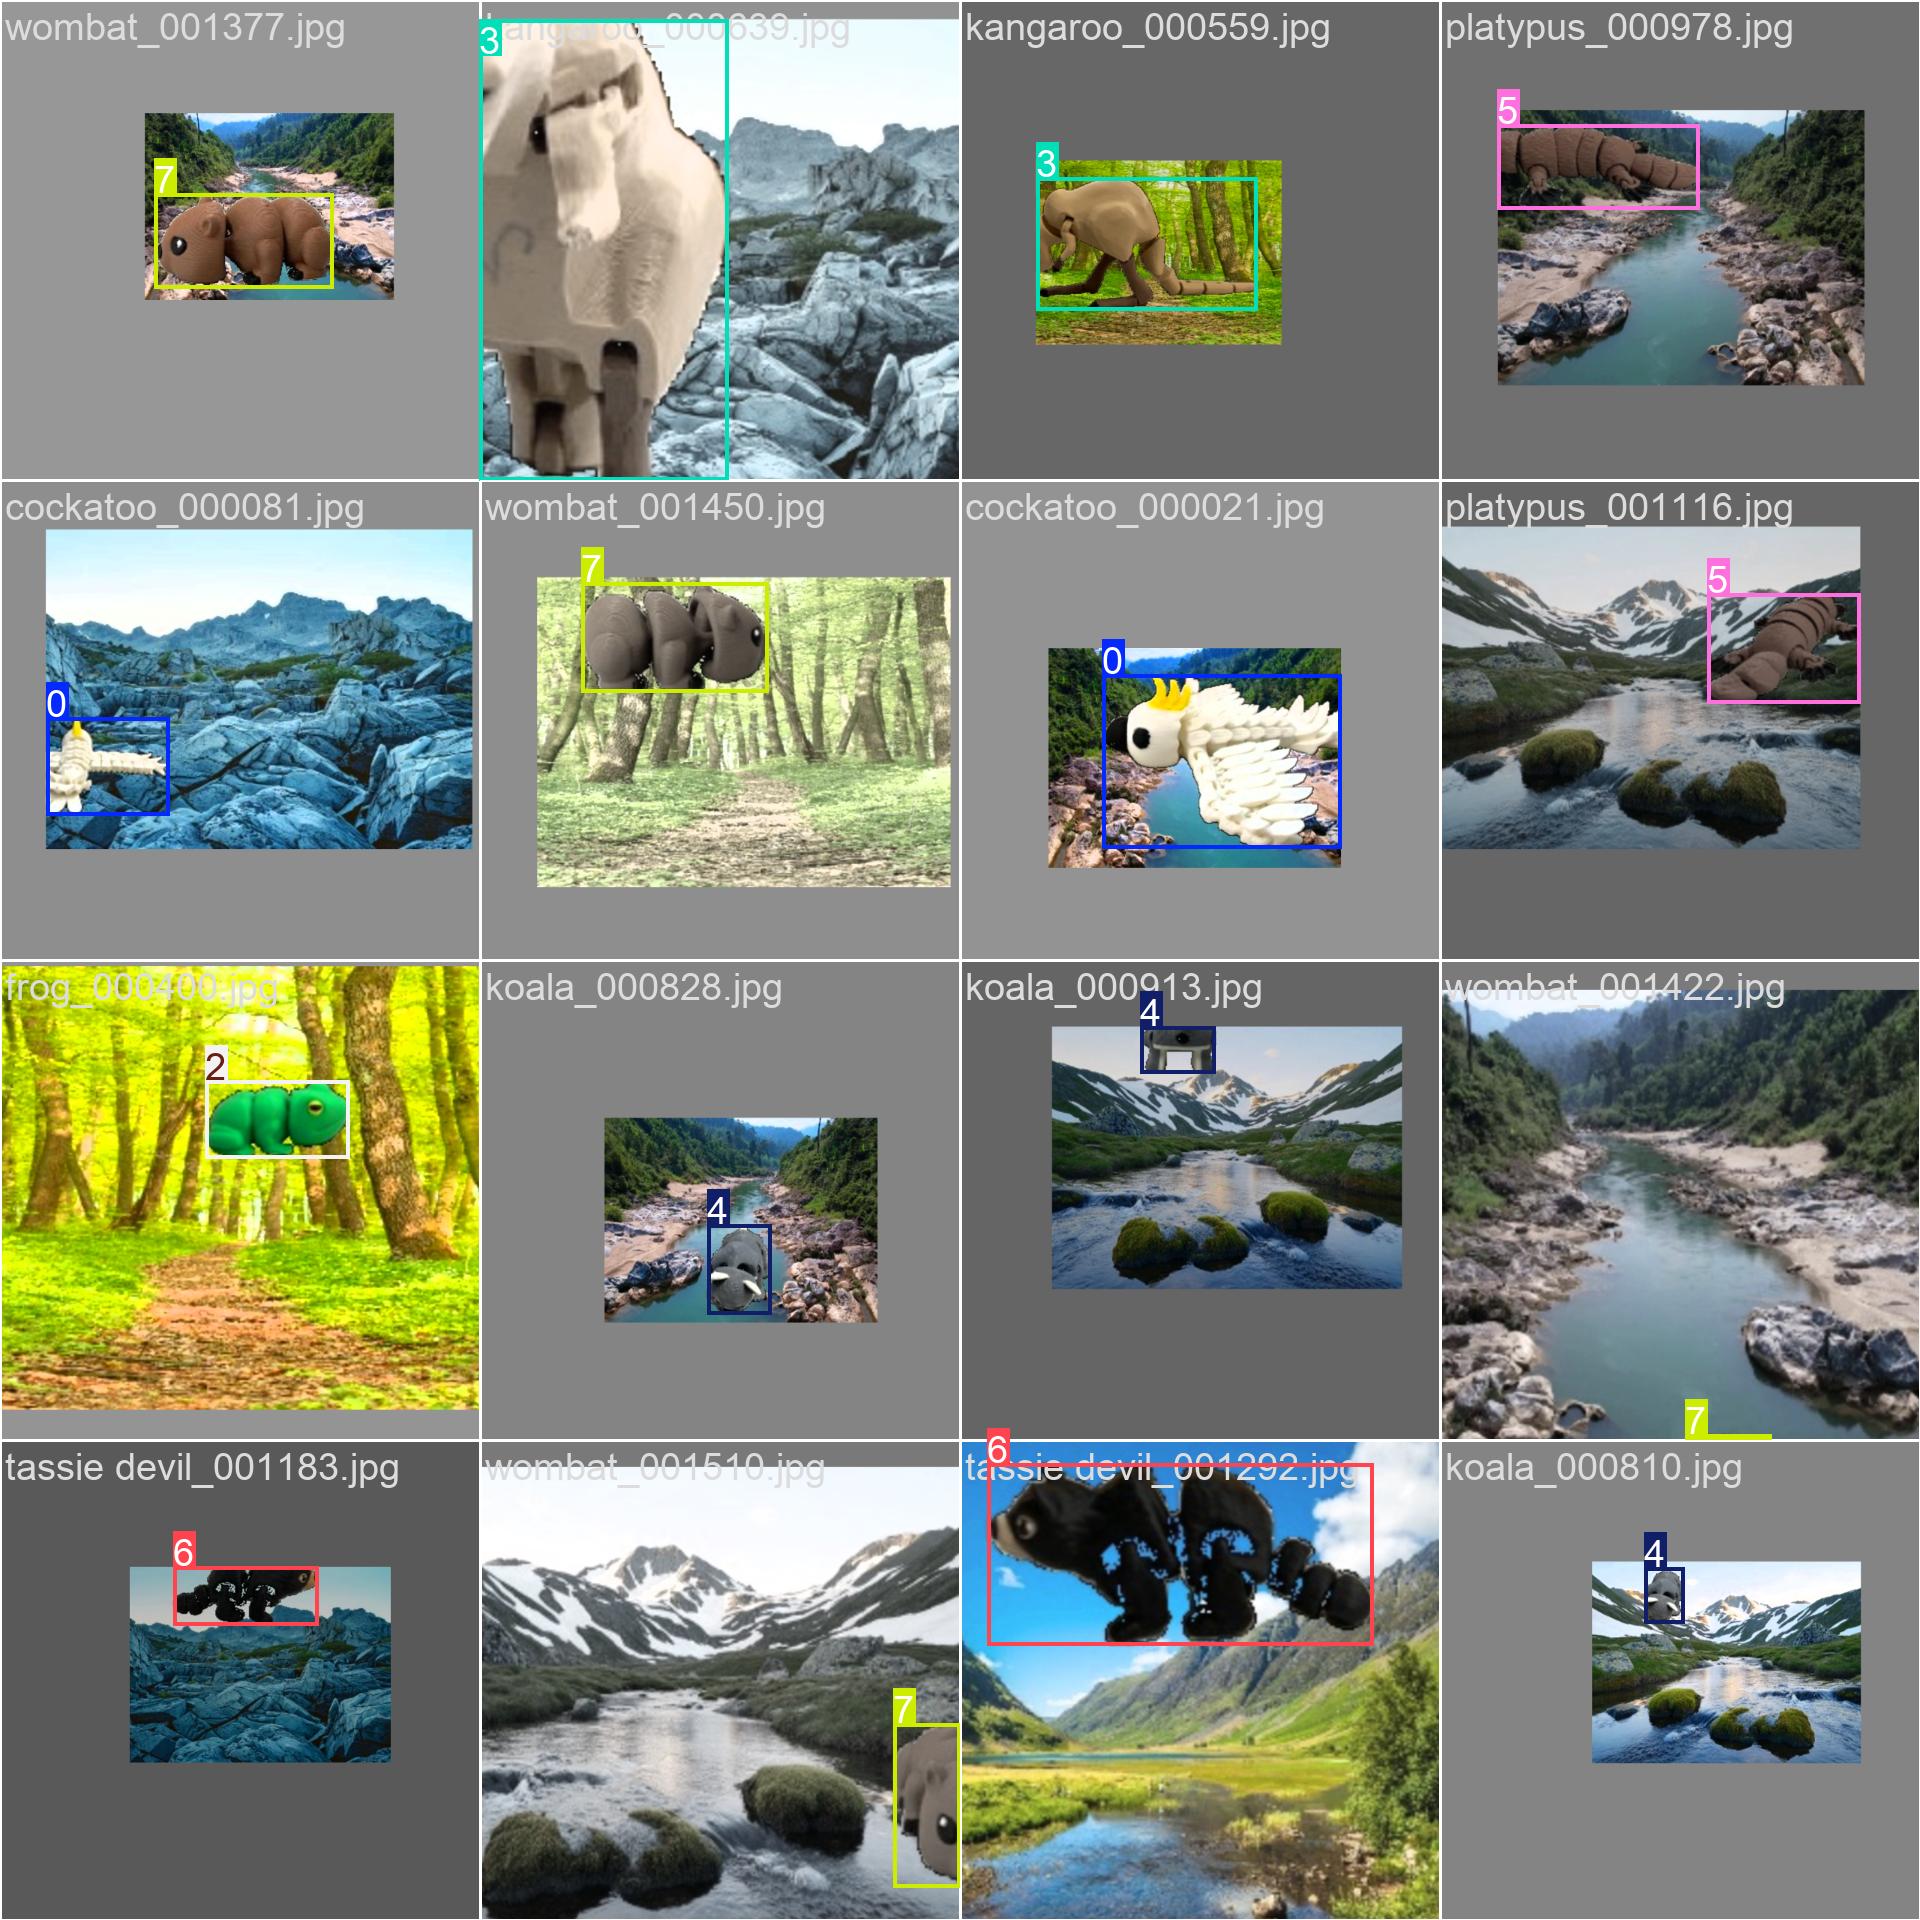 wombat_001377.jpg
kangaroo_000639.jpg
kangaroo_000559.jpg
platypus_000978.jpg
7
3
3
5
cockatoo_000081.jpg
wombat_001450.jpg
cockatoo_000021.jpg
platypus_001116.jpg
0
7
0
5
frog_000400.jpg
koala_000828.jpg
koala_000913.jpg
wombat_001422.jpg
2
4
4
7
tassie devil_001183.jpg
wombat_001510.jpg
tassie devil_001292.jpg
koala_000810.jpg
6
7
6
4